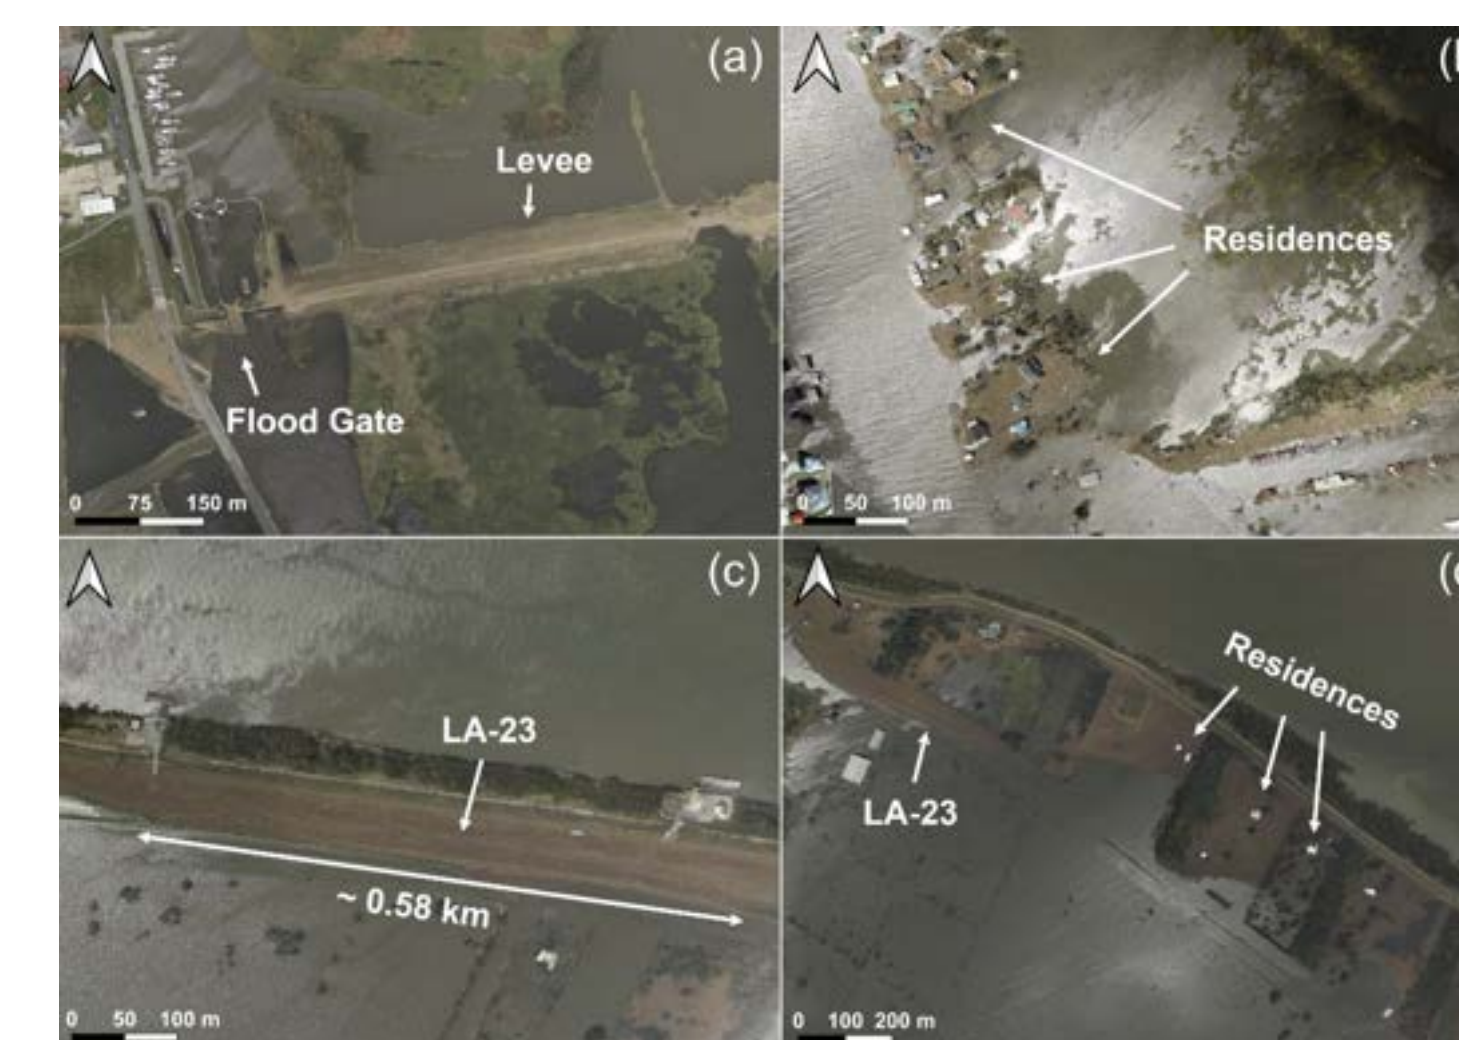 (a)
Levee
Flood Gate
0 75 150 m
Residences
0 50 100 m
(c)
LA-23
~ 0.58 km
0 50 100 m
Residences
LA-23
0 100 200 m